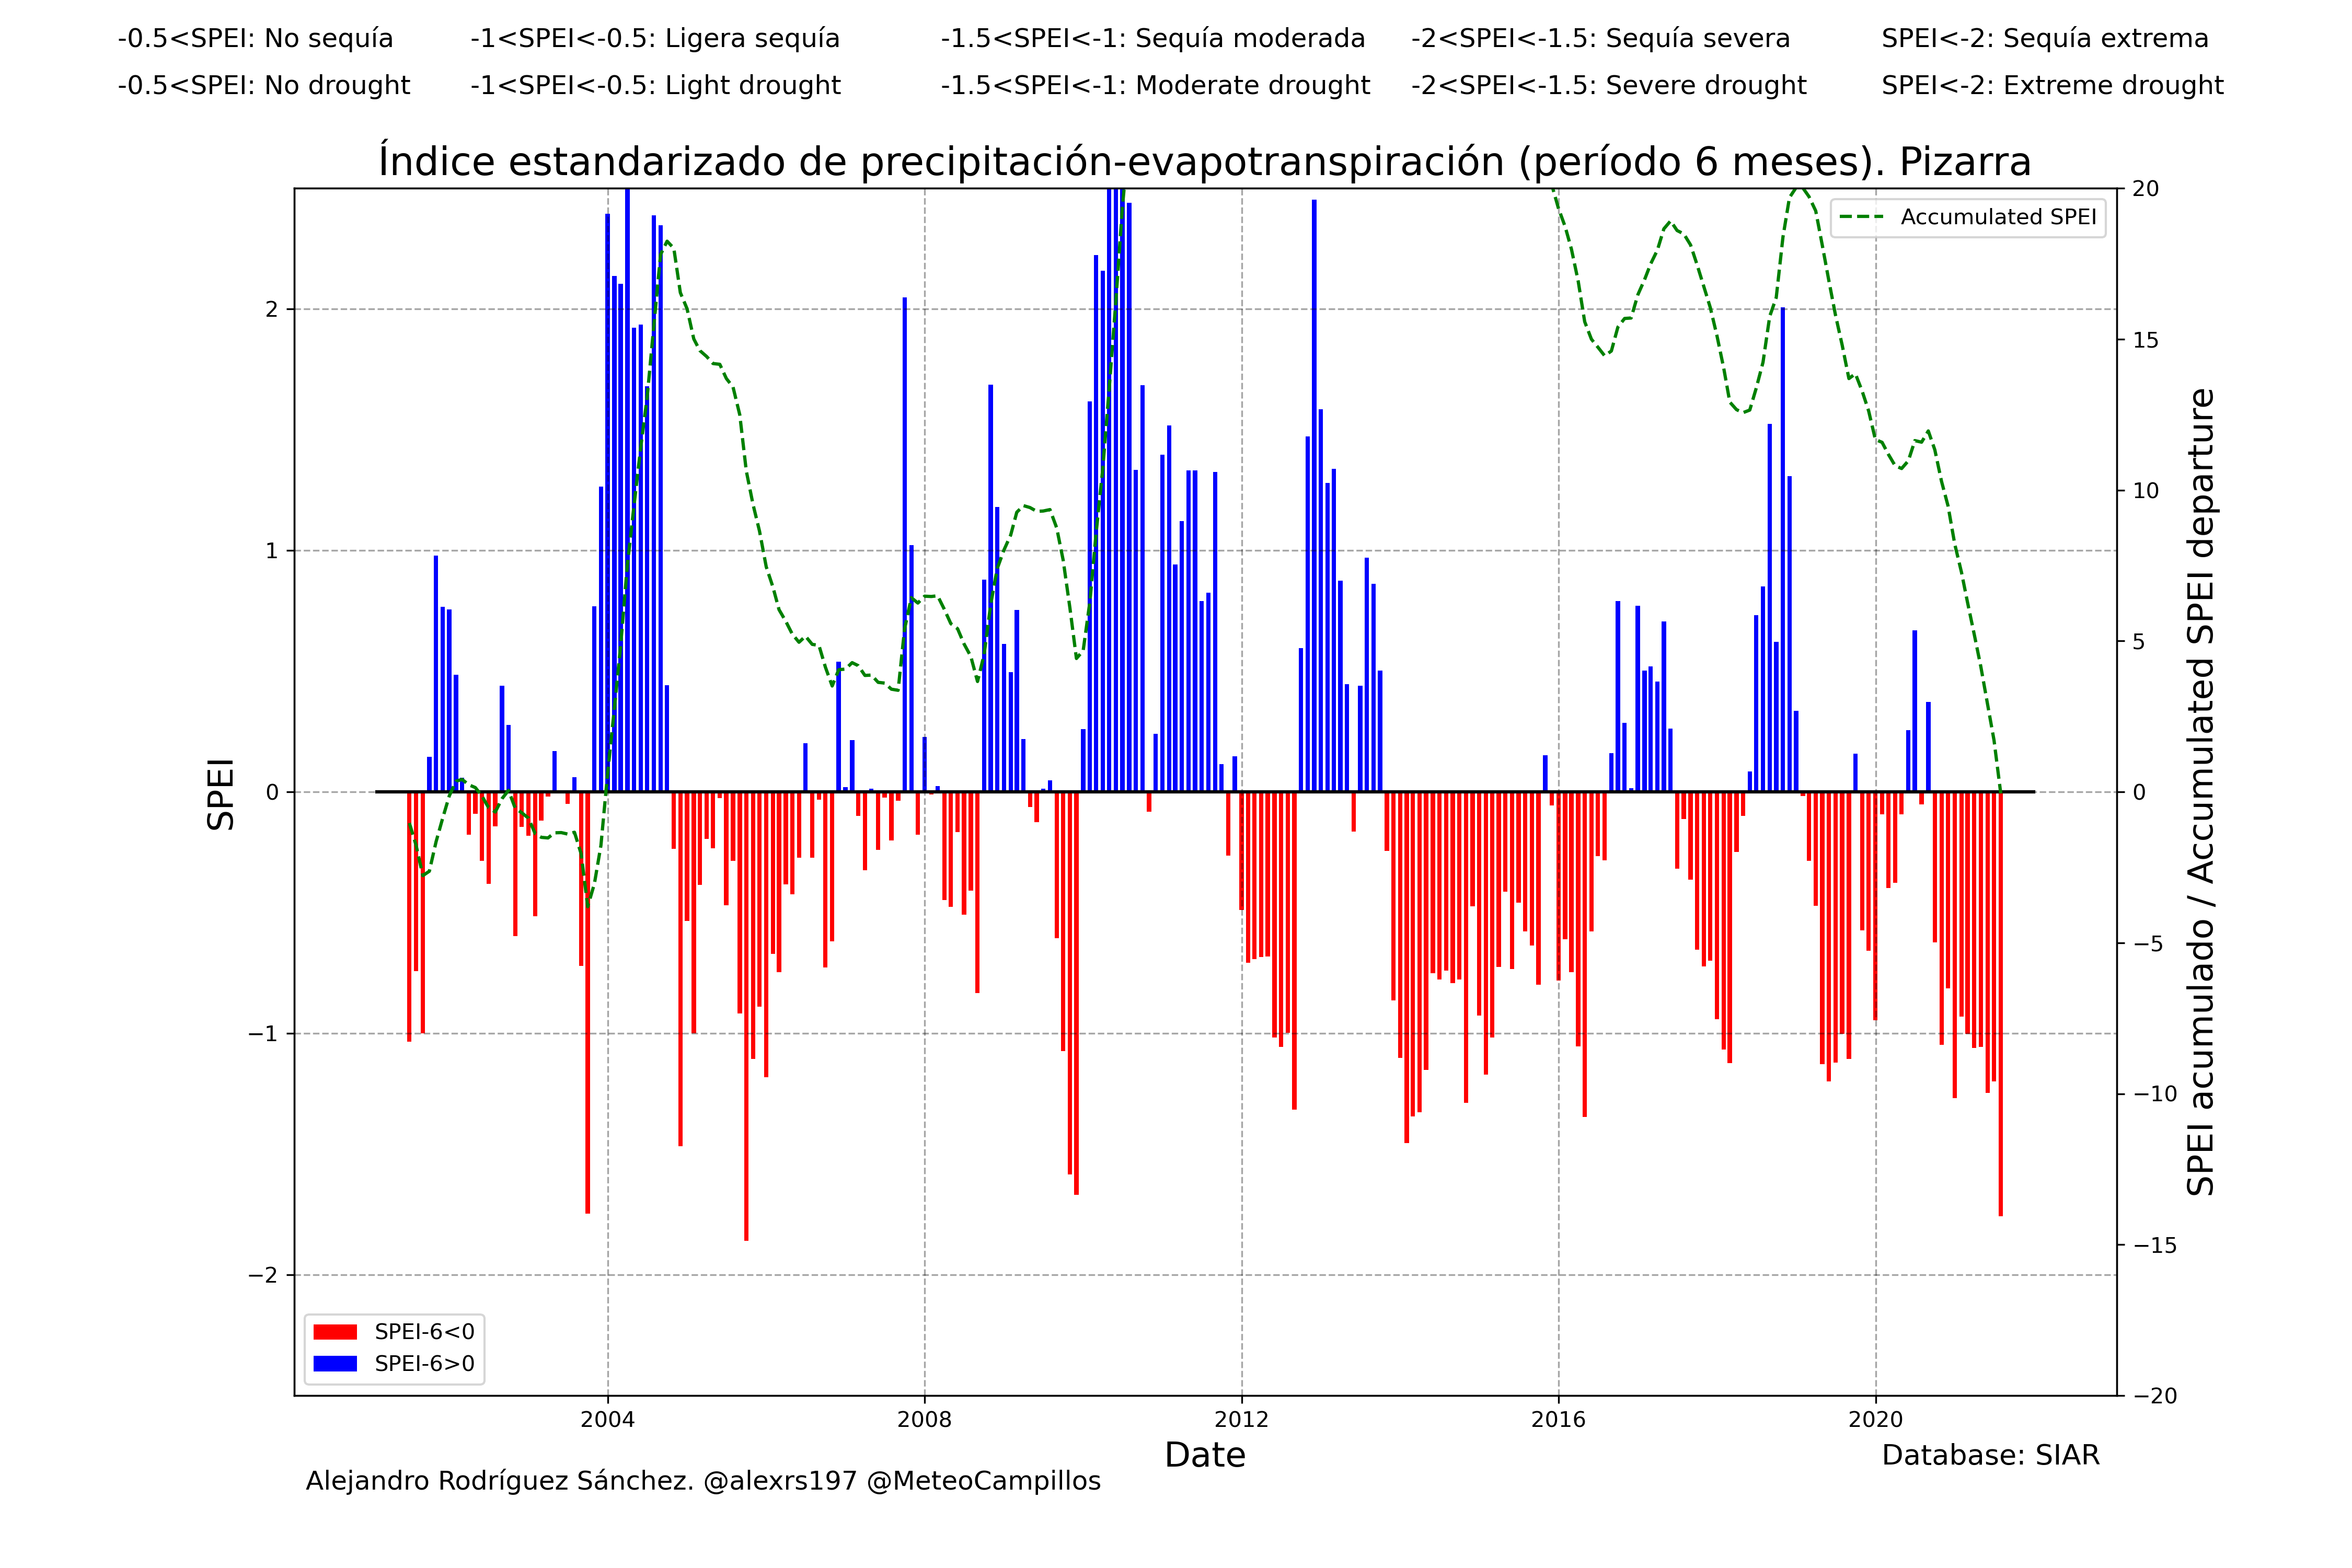 -0.5<SPEI: No sequía -1<SPEI<-0.5: Ligera sequía -1.5<SPEI<-1: Sequía moderada -2<SPEI<-1.5: Sequía severa SPEI<-2: Sequía extrema
-0.5<SPEI: No drought -1<SPEI<-0.5: Light drought -1.5<SPEI<-1: Moderate drought -2<SPEI<-1.5: Severe drought SPEI<-2: Extreme drought
Índice estandarizado de precipitación-evapotranspiración (período 6 meses). Pizarra
Accumulated SPEI
SPEI
2
1
0
−1
−2
20
15
10
5
0
−5
−10
−15
−20
SPEI acumulado / Accumulated SPEI departure
SPEI-6<0
SPEI-6>0
2004 2008 2012 2016 2020
Date
Database: SIAR
Alejandro Rodríguez Sánchez. @alexrs197 @MeteoCampillos